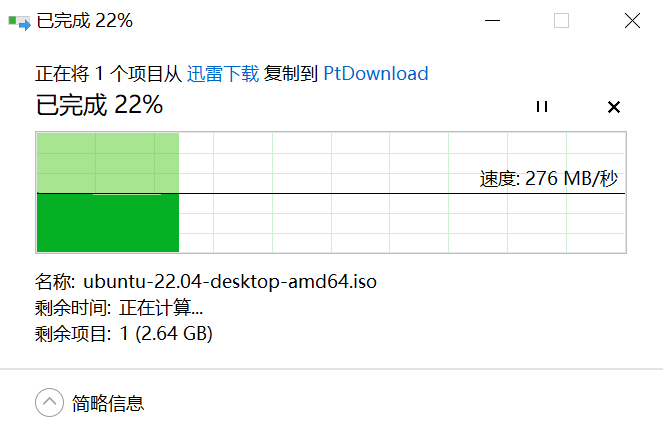 已完成 22%
正在将 1 个项目从 迅雷下载 复制到 PtDownload
已完成 22%
速度: 276 MB/秒
名称: ubuntu-22.04-desktop-amd64.iso
剩余时间: 正在计算...
剩余项目: 1 (2.64 GB)
简略信息